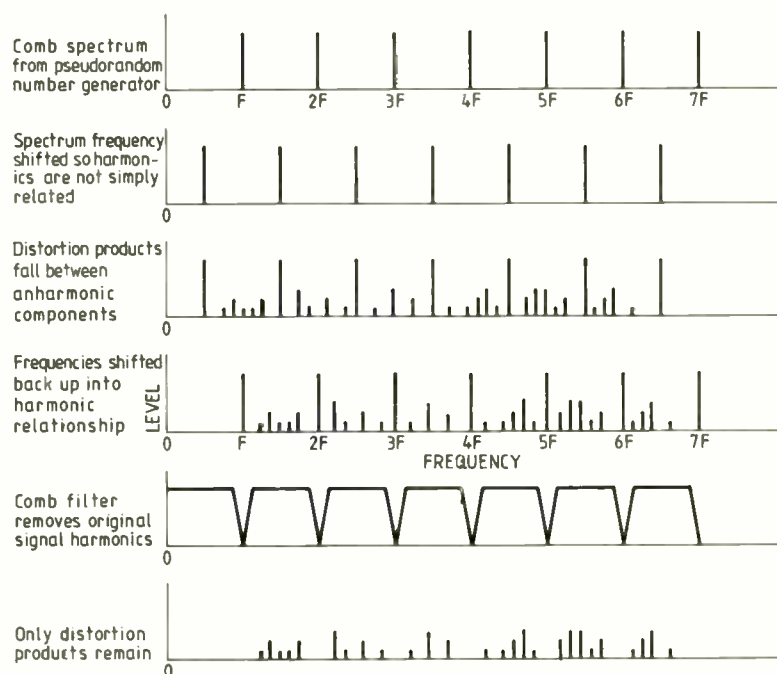 Comb spectrum
from pseudorandom
number generator
0 F 2F 3F 4F 5F 6F 7F
Spectrum frequency
shifted so harmon-
ics are not simply
related
0
Distortion products
fall between
anharmonic
components
0
Frequencies shifted
back up into
harmonic
relationship
LEVEL
0 F 2F 3F 4F 5F 6F 7F
FREQUENCY
Comb filter
removes original
signal harmonics
0
Only distortion
products remain
0